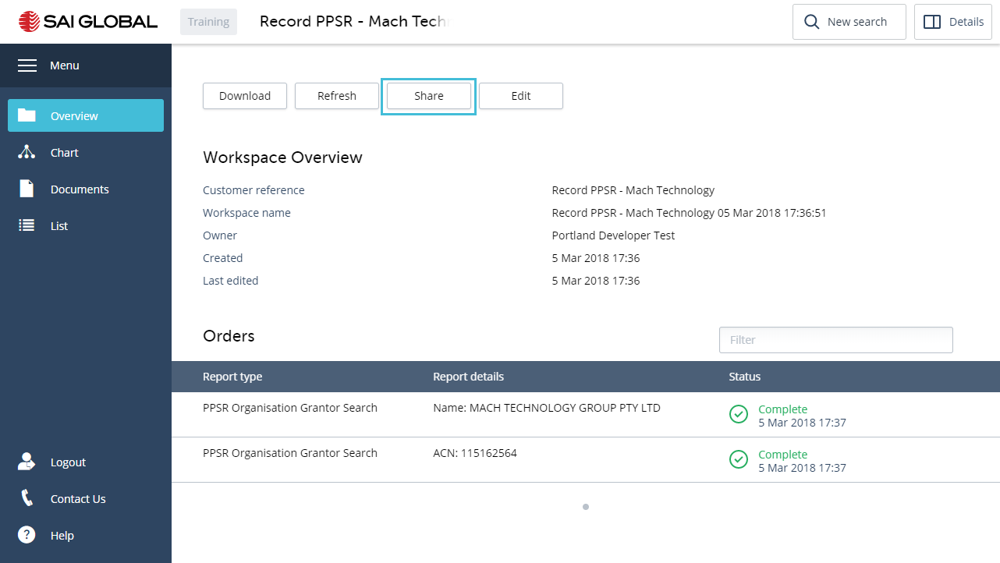 SAI GLOBAL
Training
Record PPSR - Mach Techn
New search
Details
Menu
Overview
Chart
Documents
List
Logout
Contact Us
? Help
Download
Refresh
Share
Edit
Workspace Overview
Customer reference Record PPSR - Mach Technology
Workspace name Record PPSR - Mach Technology 05 Mar 2018 17:36:51
Owner Portland Developer Test
Created 5 Mar 2018 17:36
Last edited 5 Mar 2018 17:36
Orders
Filter
Report type Report details Status
PPSR Organisation Grantor Search Name: MACH TECHNOLOGY GROUP PTY LTD Complete
5 Mar 2018 17:37
PPSR Organisation Grantor Search ACN: 115162564 Complete
5 Mar 2018 17:37